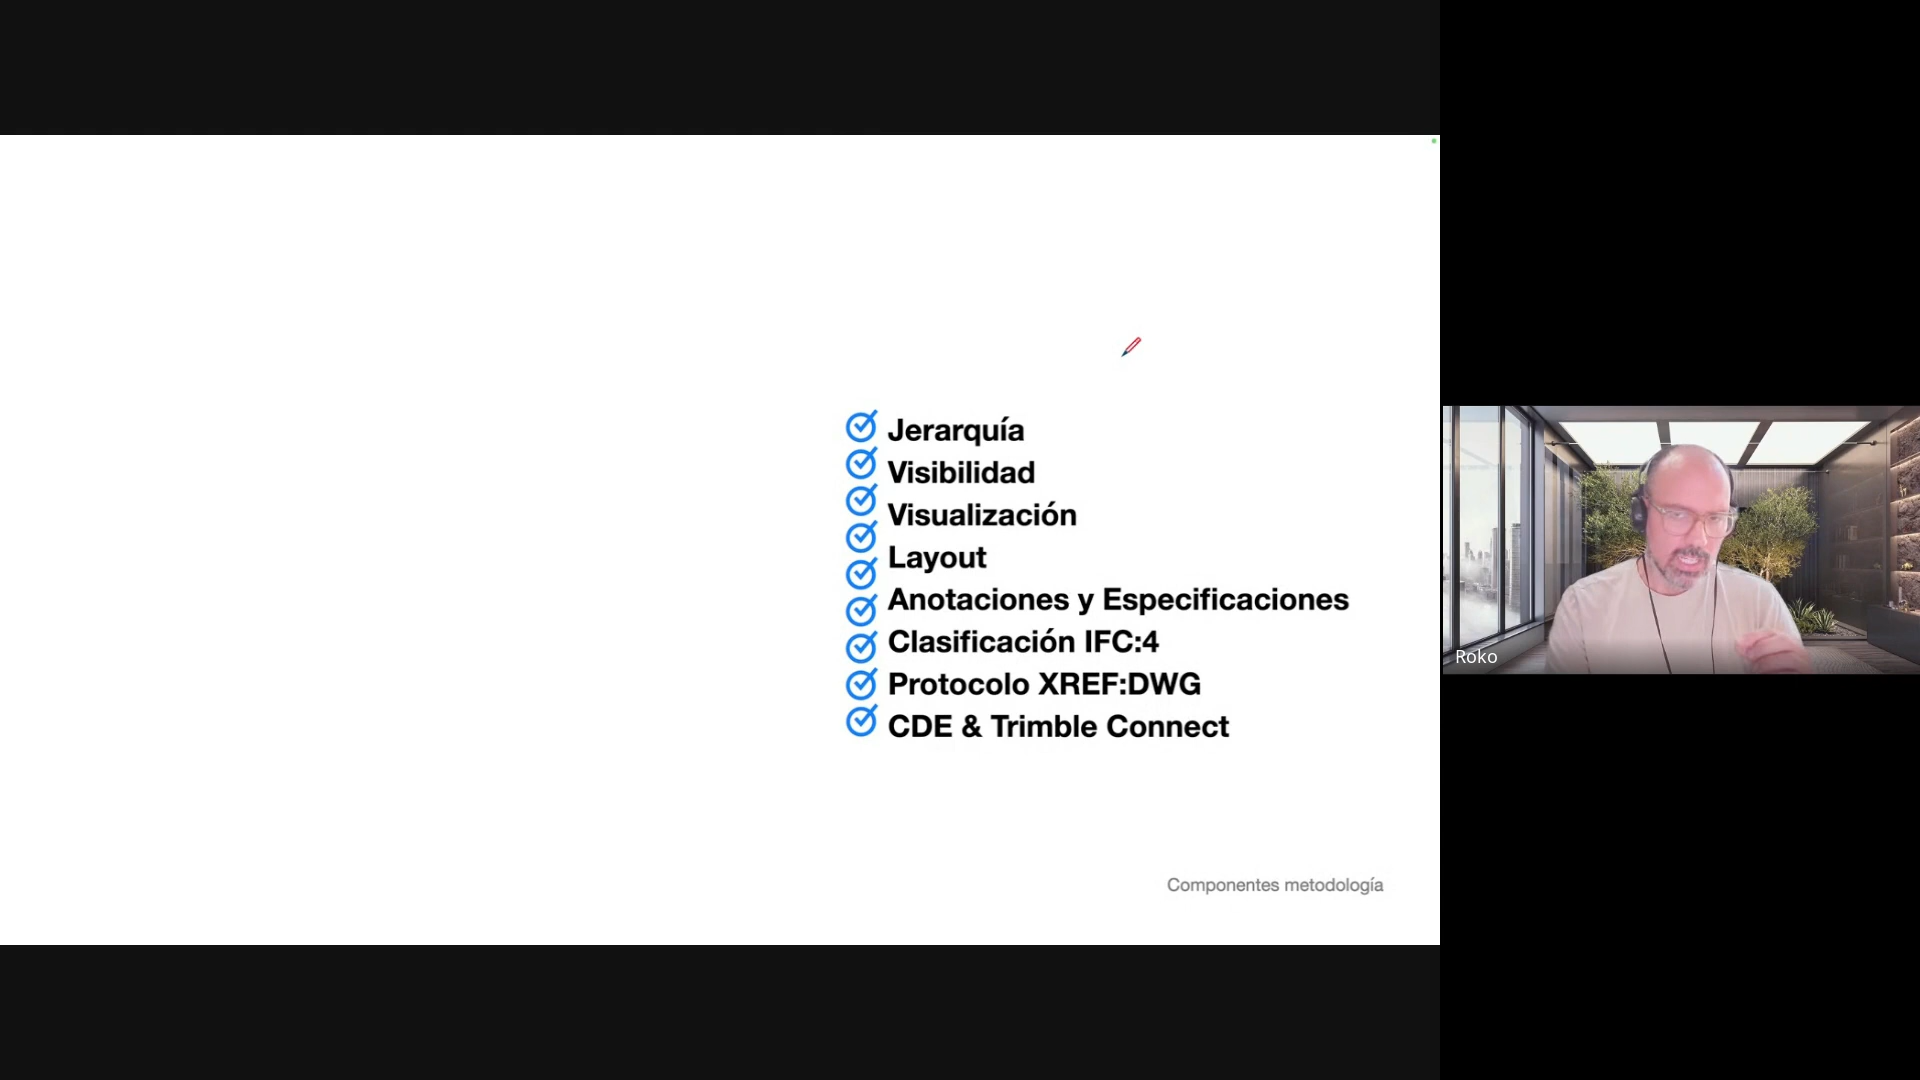 Jerarquía
Visibilidad
Visualización
Layout
Anotaciones y Especificaciones
Clasificación IFC:4
Protocolo XREF:DWG
CDE & Trimble Connect
Componentes metodología
Roko